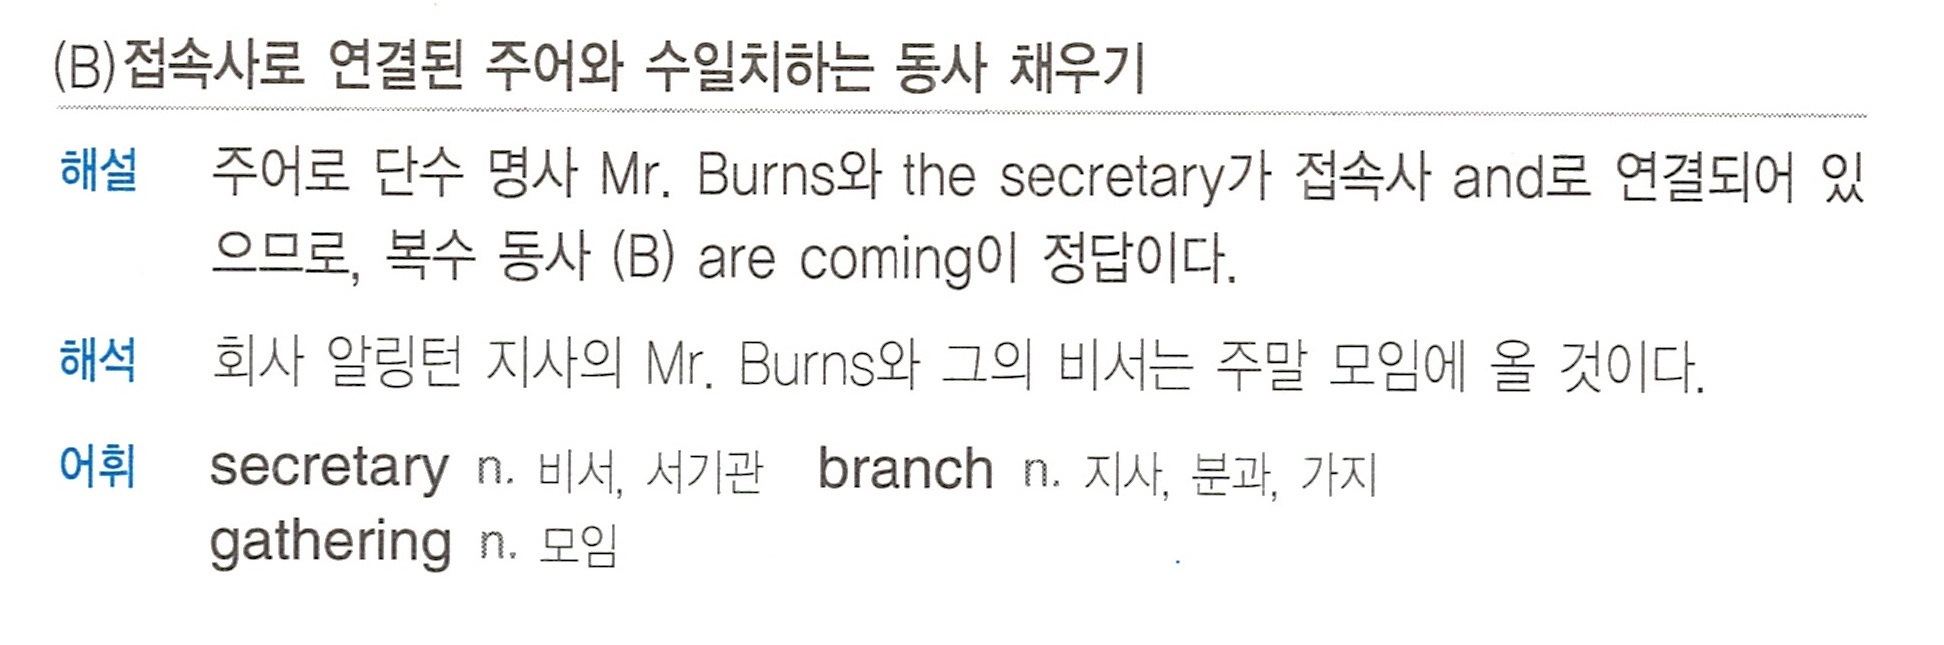 (B)접속사로 연결된 주어와 수일치하는 동사 채우기
해설 주어로 단수 명사 Mr. Burns와 the secretary가 접속사 and로 연결되어 있
으므로, 복수 동사 (B) are coming이 정답이다.
해석 회사 알링턴 지사의 Mr. Burns와 그의 비서는 주말 모임에 올 것이다.
어휘 secretary n. 비서, 서기관 branch n. 지사, 분과, 가지
gathering n. 모임